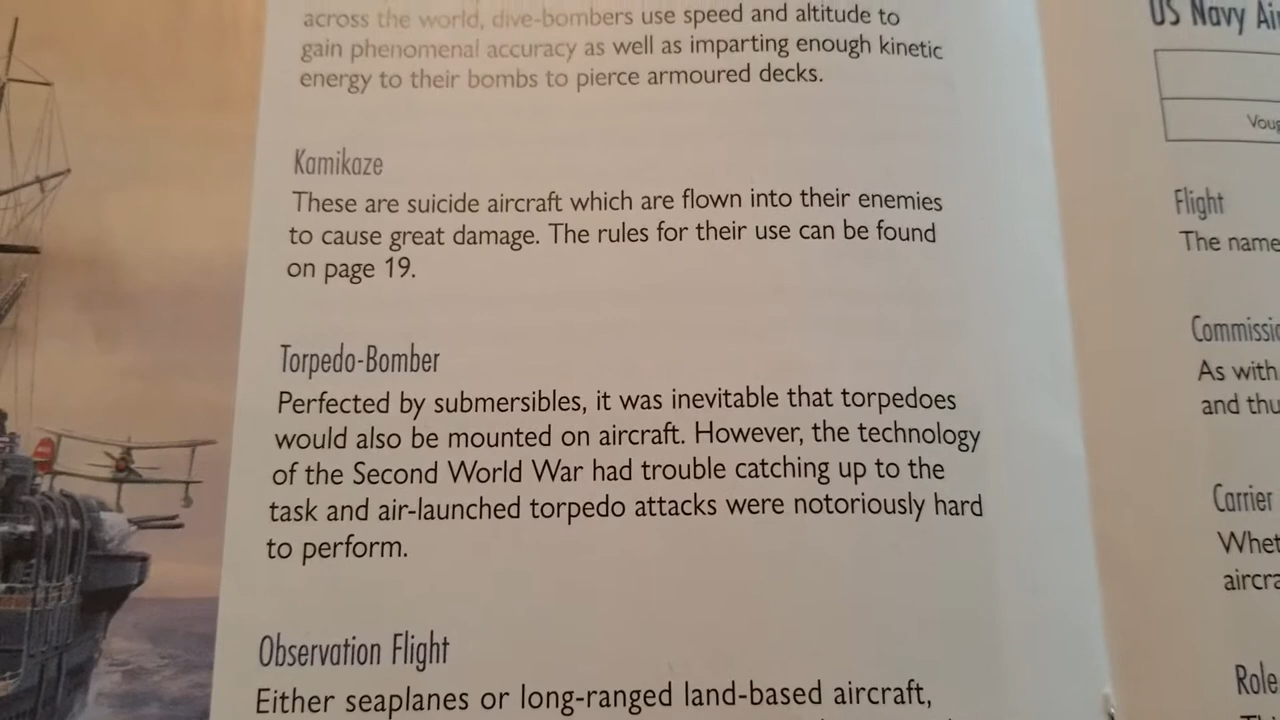 across the world, dive-bombers use speed and altitude to
gain phenomenal accuracy as well as imparting enough kinetic
energy to their bombs to pierce armoured decks.
Kamikaze
These are suicide aircraft which are flown into their enemies
to cause great damage. The rules for their use can be found
on page 19.
Torpedo-Bomber
Perfected by submersibles, it was inevitable that torpedoes
would also be mounted on aircraft. However, the technology
of the Second World War had trouble catching up to the
task and air-launched torpedo attacks were notoriously hard
to perform.
Observation Flight
Either seaplanes or long-ranged land-based aircraft,
US Navy Air
Flight
The name
As with
and thu
Carrier
Role